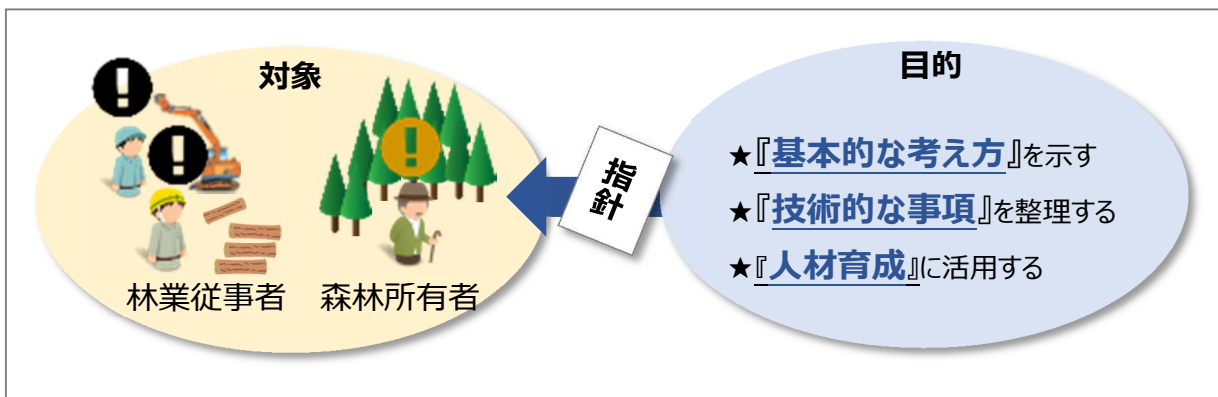 対象
林業従事者
森林所有者
指針
目的
★『基本的な考え方』を示す
★『技術的な事項』を整理する
★『人材育成』に活用する